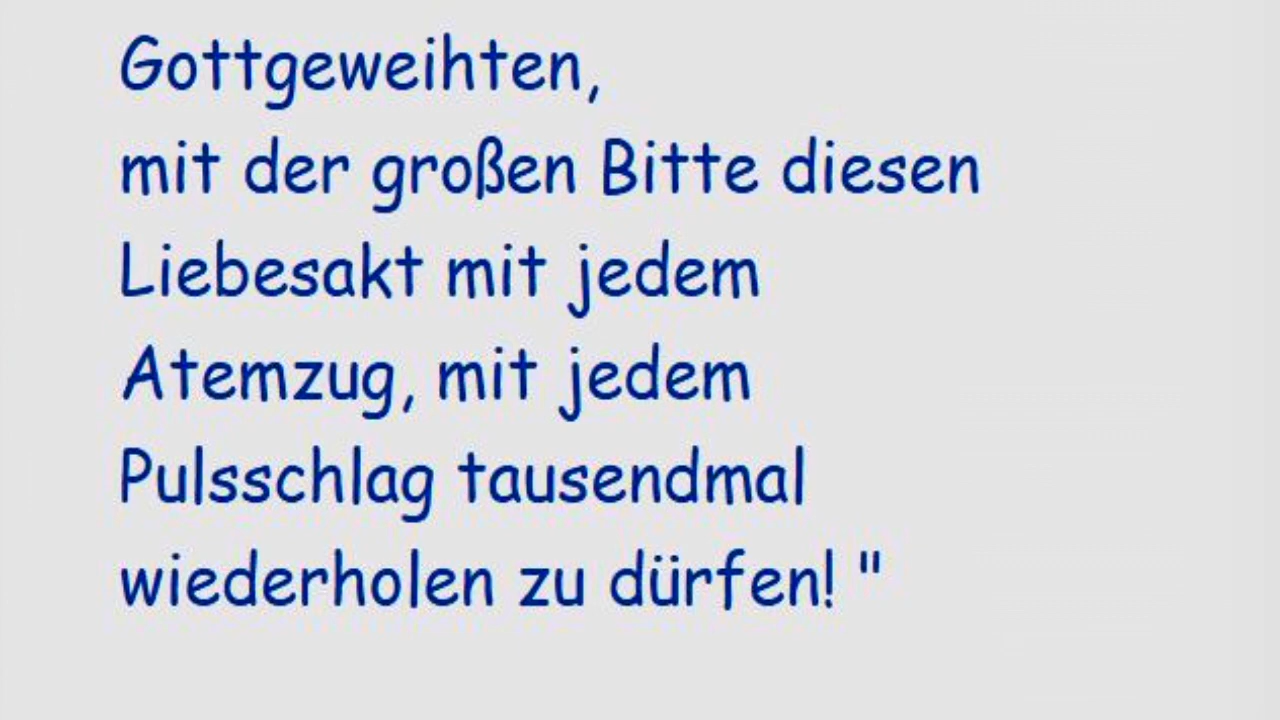 Gottgeweihten,
mit der großen Bitte diesen
Liebesakt mit jedem
Atemzug, mit jedem
Pulsschlag tausendmal
wiederholen zu dürfen! "